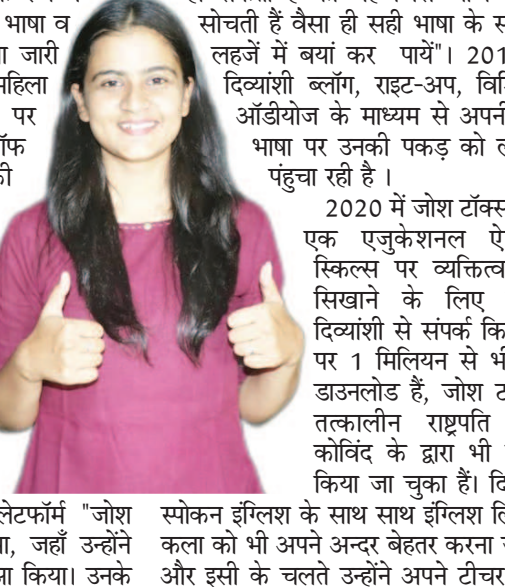 भाषा व
जारी
महिला
पर
ऑफ
की
लेटफॉर्म "जोश
जहाँ उन्होंने
किया। उनके
सोचती हैं वैसा ही सही भाषा के स
लहजें में बयां कर पायें"। 201
दिव्यांशी ब्लॉग, राइट-अप, वि
ऑडीयोज के माध्यम से अपनी
भाषा पर उनकी पकड़ को ल
पंहुचा रही है ।
2020 में जोश टॉक्स
एक एजुकेशनल ऐ
स्किल्स पर व्यक्तित्व
सिखाने के लिए
दिव्यांशी से संपर्क कि
पर 1 मिलियन से भी
डाउनलोड हैं, जोश ट
तत्कालीन राष्ट्रपति
कोविंद के द्वारा भी
किया जा चुका हैं। दि
स्पोकन इंग्लिश के साथ साथ इंग्लिश लि
कला को भी अपने अन्दर बेहतर करना
और इसी के चलते उन्होंने अपने टीचर